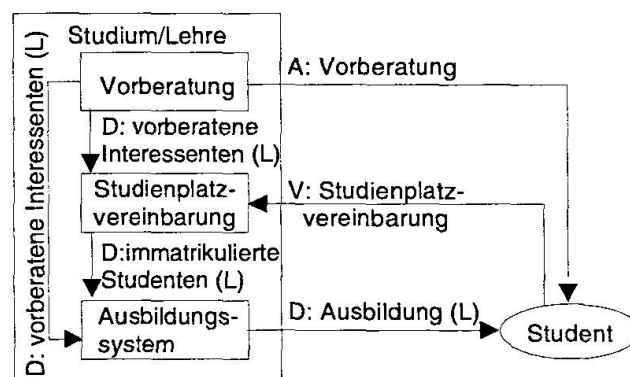 Studium/Lehre
Vorberatung
A: Vorberatung
D: vorberatene
Interessenten (L)
D: vorberatene Interessenten (L)
Studienplatz-
vereinbarung
V: Studienplatz-
vereinbarung
D:immatrikulierte
Studenten (L)
Ausbildungs-
system
D: Ausbildung (L)
Student